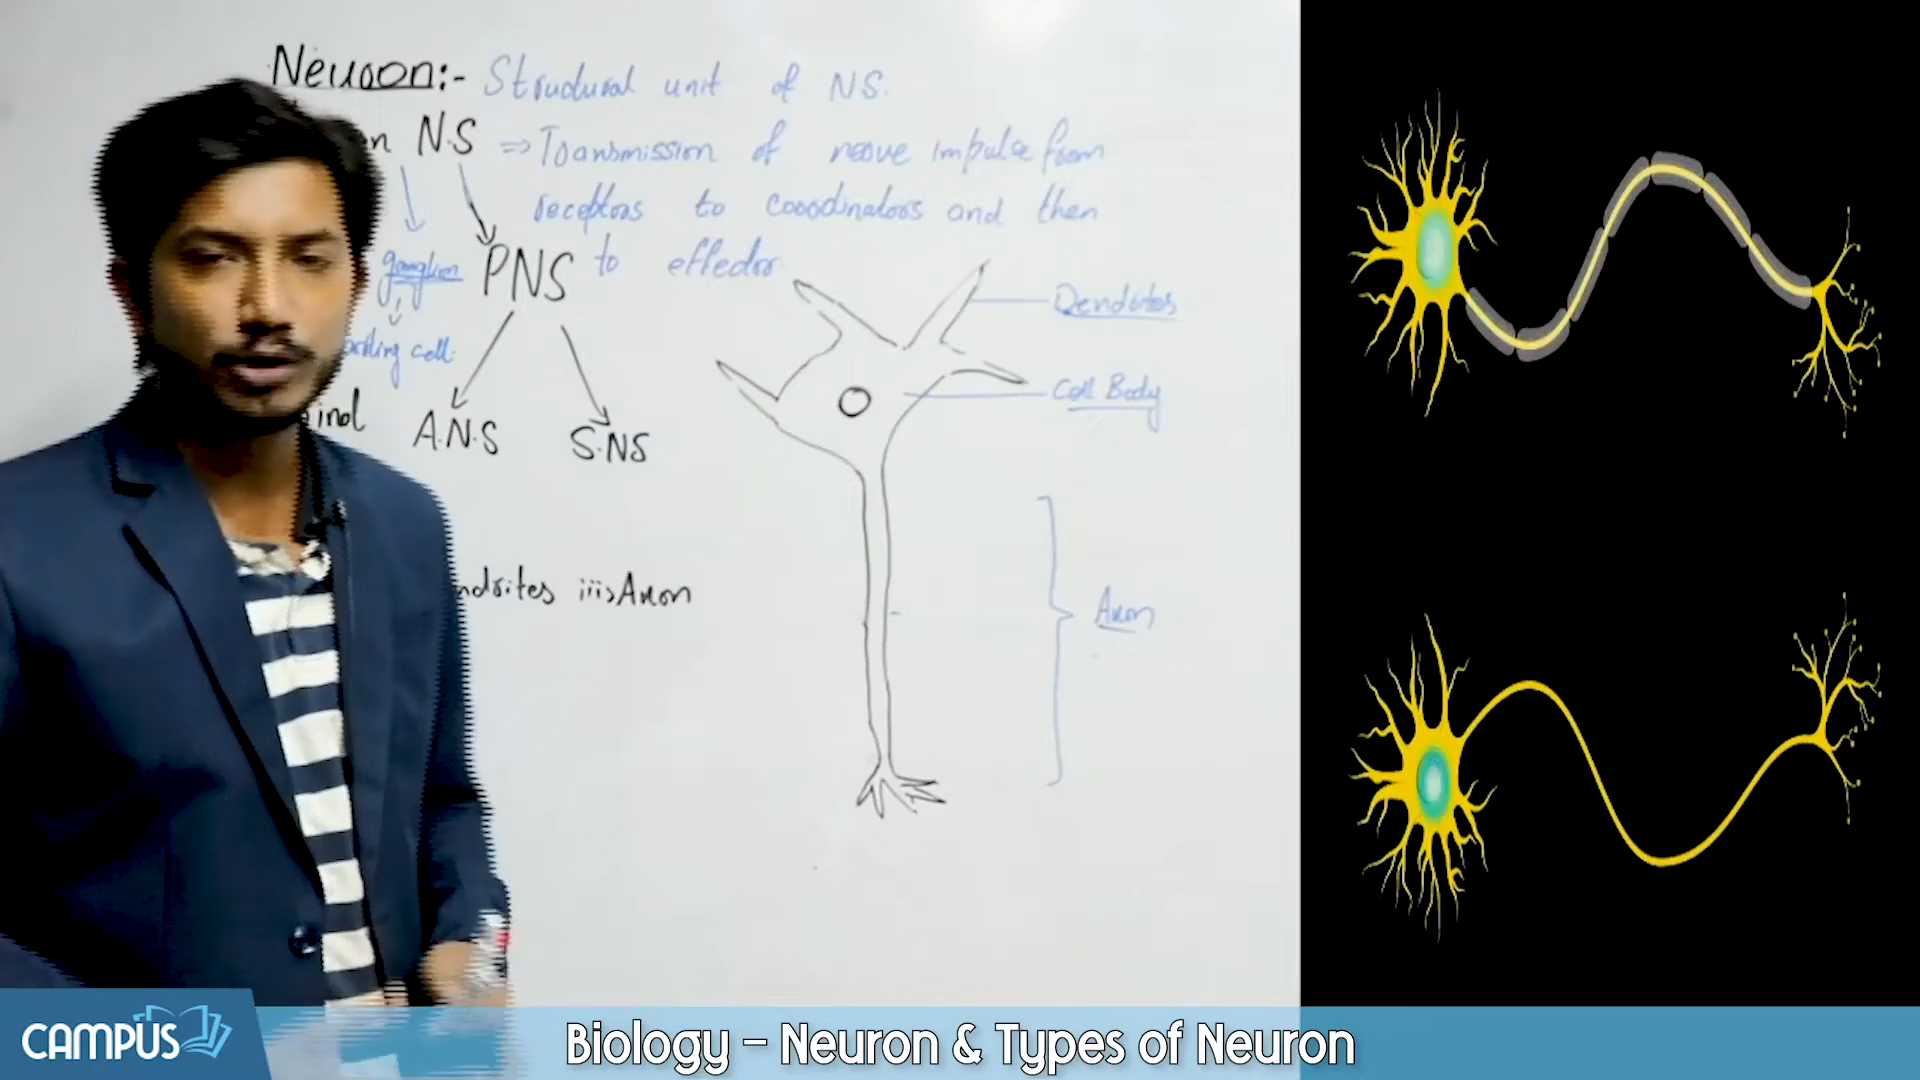 Neuron:- Structural unit of NS.
N.S => Transmission of nerve impulse from
receptors to coordinators and then
ganglion PNS to effector
cell.
A.N.S S.NS
iii>Axon
Dendrites
Cell Body
Axon
CAMPUS
Biology – Neuron & Types of Neuron